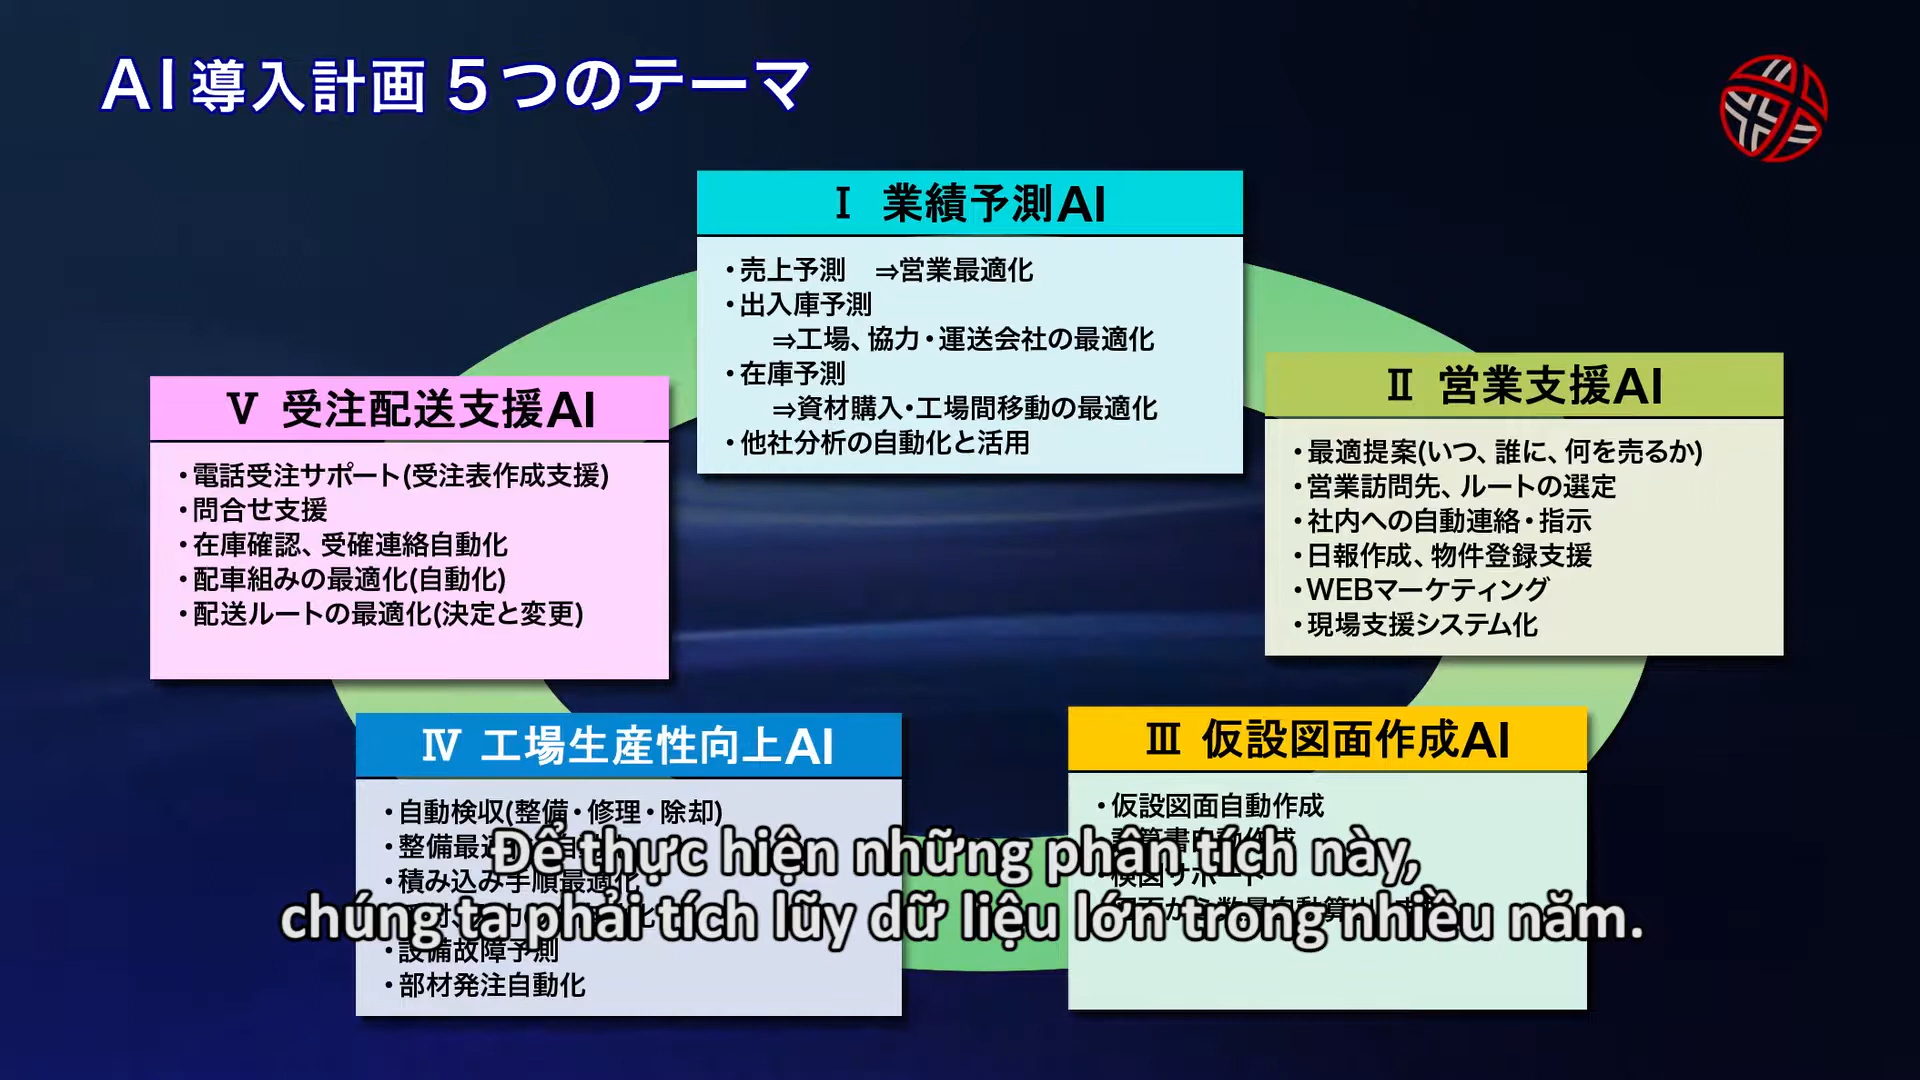 AI導入計画 5つのテーマ
Ⅰ 業績予測AI
・売上予測 ⇒営業最適化
・出入庫予測
⇒工場、協力・運送会社の最適化
・在庫予測
⇒資材購入・工場間移動の最適化
・他社分析の自動化と活用
Ⅱ 営業支援AI
・最適提案(いつ、誰に、何を売るか)
・営業訪問先、ルートの選定
・社内への自動連絡・指示
・日報作成、物件登録支援
・WEBマーケティング
・現場支援システム化
Ⅲ 仮設図面作成AI
・仮設図面自動作成
・検図サポート
Ⅳ 工場生産性向上AI
・自動検収(整備・修理・除却)
・整備最
・積み込み手順最適化
・設備故障予測
・部材発注自動化
Ⅴ 受注配送支援AI
・電話受注サポート(受注表作成支援)
・問合せ支援
・在庫確認、受確連絡自動化
・配車組みの最適化(自動化)
・配送ルートの最適化(決定と変更)
Để thực hiện những phân tích này,
chúng ta phải tích lũy dữ liệu lớn trong nhiều năm.